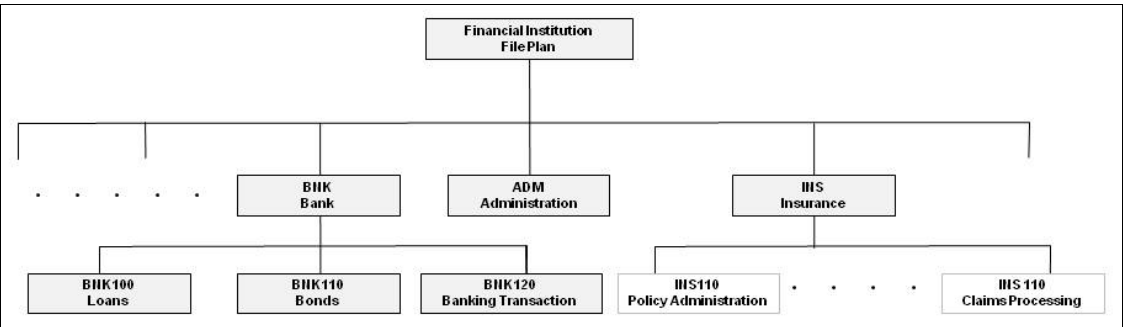 Financial Institution
File Plan
BNK
Bank
ADM
Administration
INS
Insurance
BNK100
Loans
BNK110
Bonds
BNK120
Banking Transaction
INS110
Policy Administration
INS 110
Claims Processing